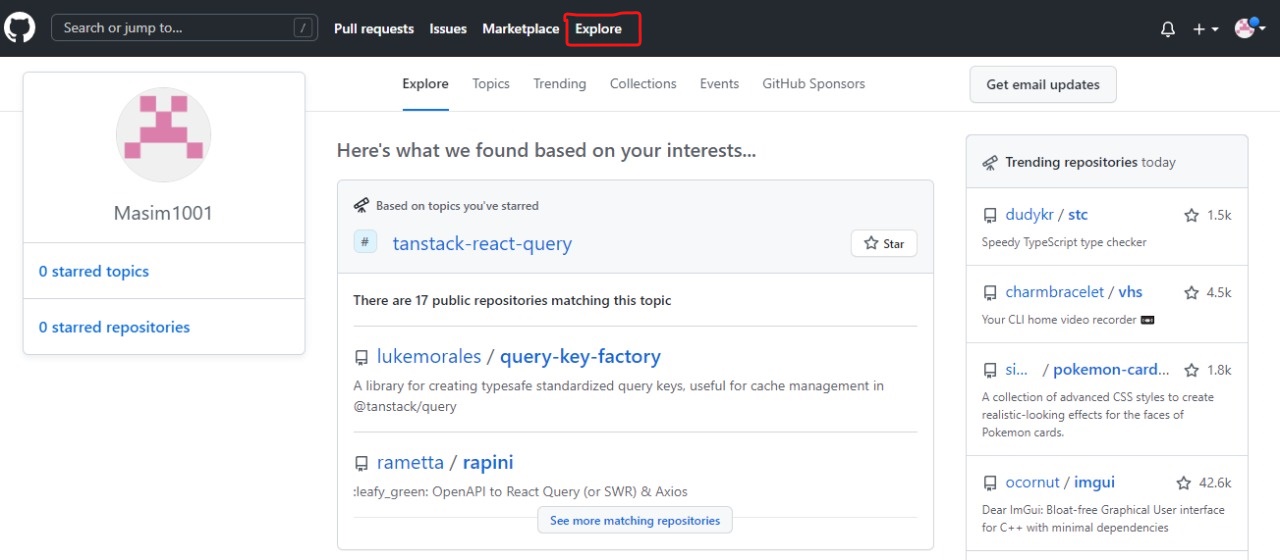 Search or jump to... /
Pull requests Issues Marketplace Explore
Explore Topics Trending Collections Events GitHub Sponsors
Get email updates
Masim1001
0 starred topics
0 starred repositories
Here's what we found based on your interests...
Based on topics you've starred
# tanstack-react-query
Star
There are 17 public repositories matching this topic
lukemorales / query-key-factory
A library for creating typesafe standardized query keys, useful for cache management in
@tanstack/query
rametta / rapini
:leafy_green: OpenAPI to React Query (or SWR) & Axios
See more matching repositories
Trending repositories today
dudykr / stc 1.5k
Speedy TypeScript type checker
charmbracelet / vhs 4.5k
Your CLI home video recorder 📼
si... / pokemon-card... 1.8k
A collection of advanced CSS styles to create
realistic-looking effects for the faces of
Pokemon cards.
ocornut / imgui 42.6k
Dear ImGui: Bloat-free Graphical User interface
for C++ with minimal dependencies